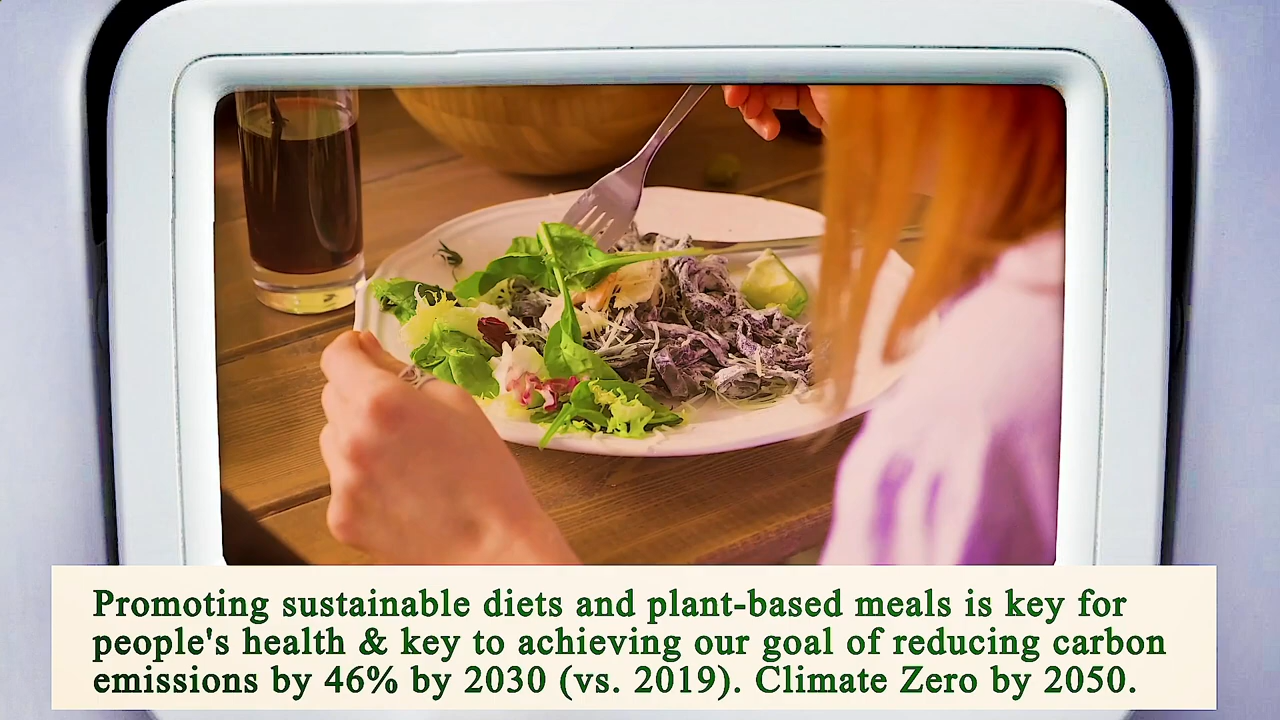 Promoting sustainable diets and plant-based meals is key for
people's health & key to achieving our goal of reducing carbon
emissions by 46% by 2030 (vs. 2019). Climate Zero by 2050.